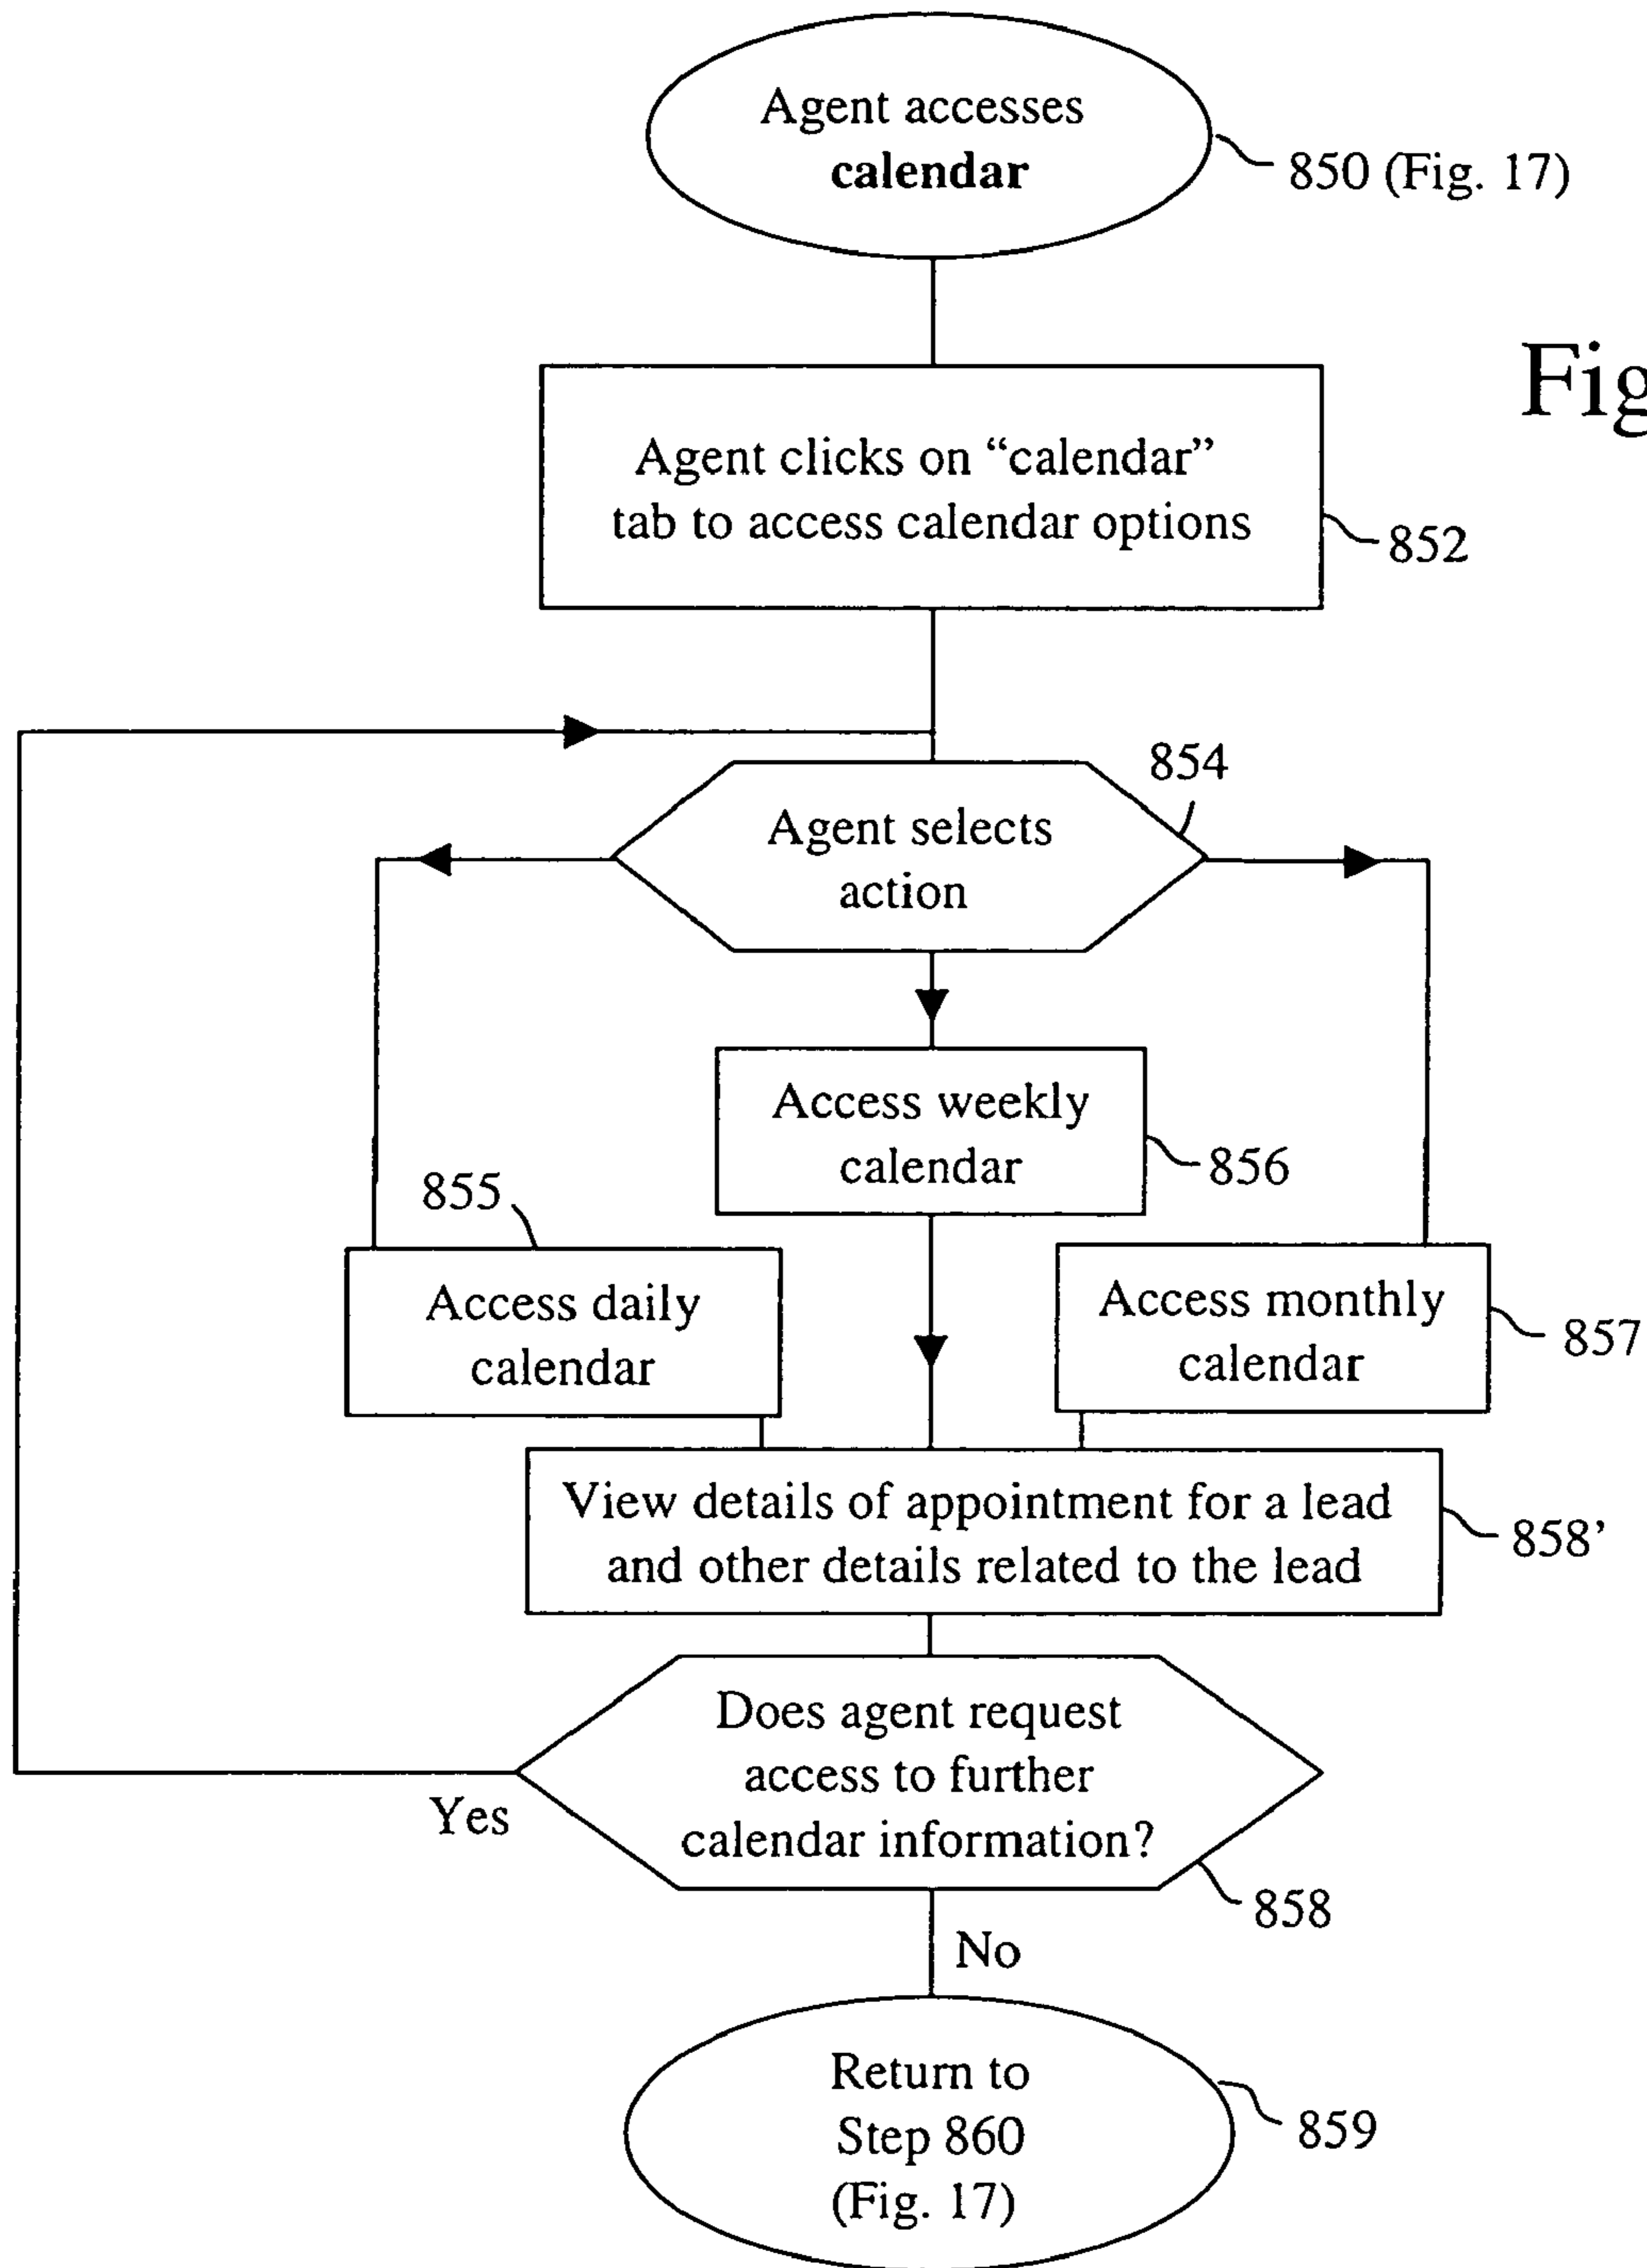 Agent accesses
calendar
850 (Fig. 17)
Fig
Agent clicks on “calendar”
tab to access calendar options
852
854
Agent selects
action
Access weekly
calendar
856
855
Access daily
calendar
Access monthly
calendar
857
View details of appointment for a lead
and other details related to the lead
858’
Does agent request
access to further
calendar information?
Yes
858
No
Return to
Step 860
(Fig. 17)
859